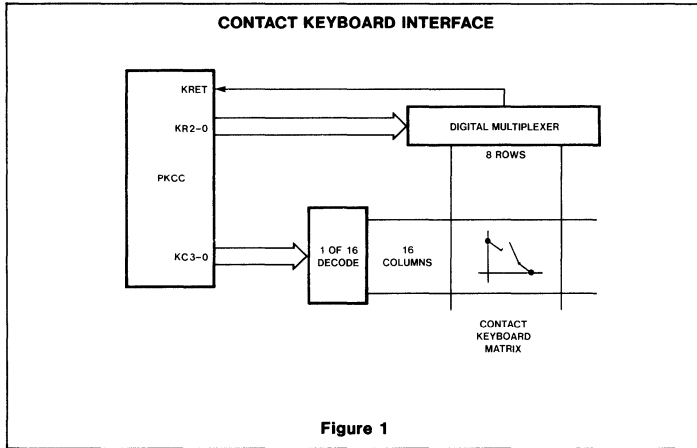 CONTACT KEYBOARD INTERFACE
KRET
KR2-0
DIGITAL MULTIPLEXER
8 ROWS
PKCC
KC3-0
1 OF 16
DECODE
16
COLUMNS
CONTACT
KEYBOARD
MATRIX
Figure 1